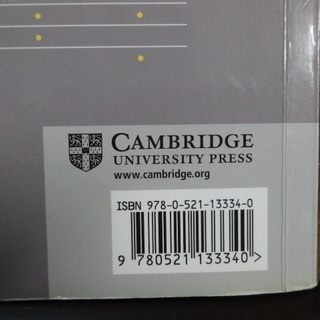 CAMBRIDGE
UNIVERSITY PRESS
www.cambridge.org
ISBN 978-0-521-13334-0
9 780521 133340 >